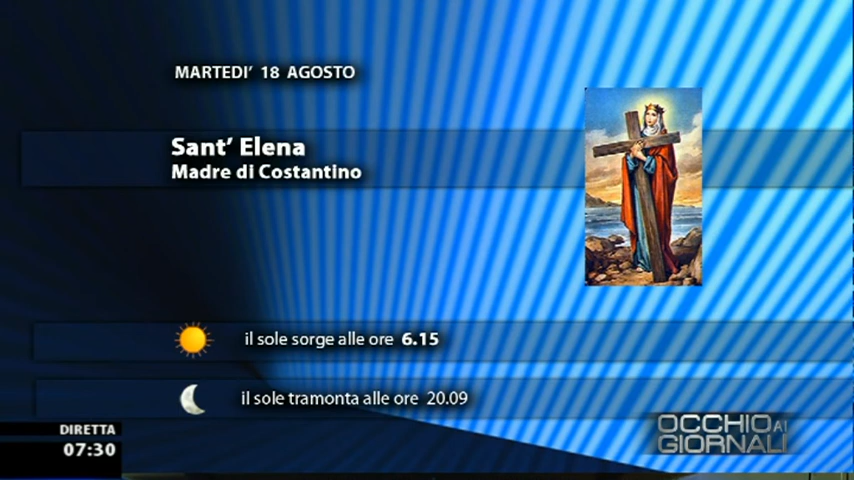 MARTEDI' 18 AGOSTO
Sant' Elena
Madre di Costantino
il sole sorge alle ore 6.15
il sole tramonta alle ore 20.09
DIRETTA
07:30
OCCHIO AI
GIORNALI